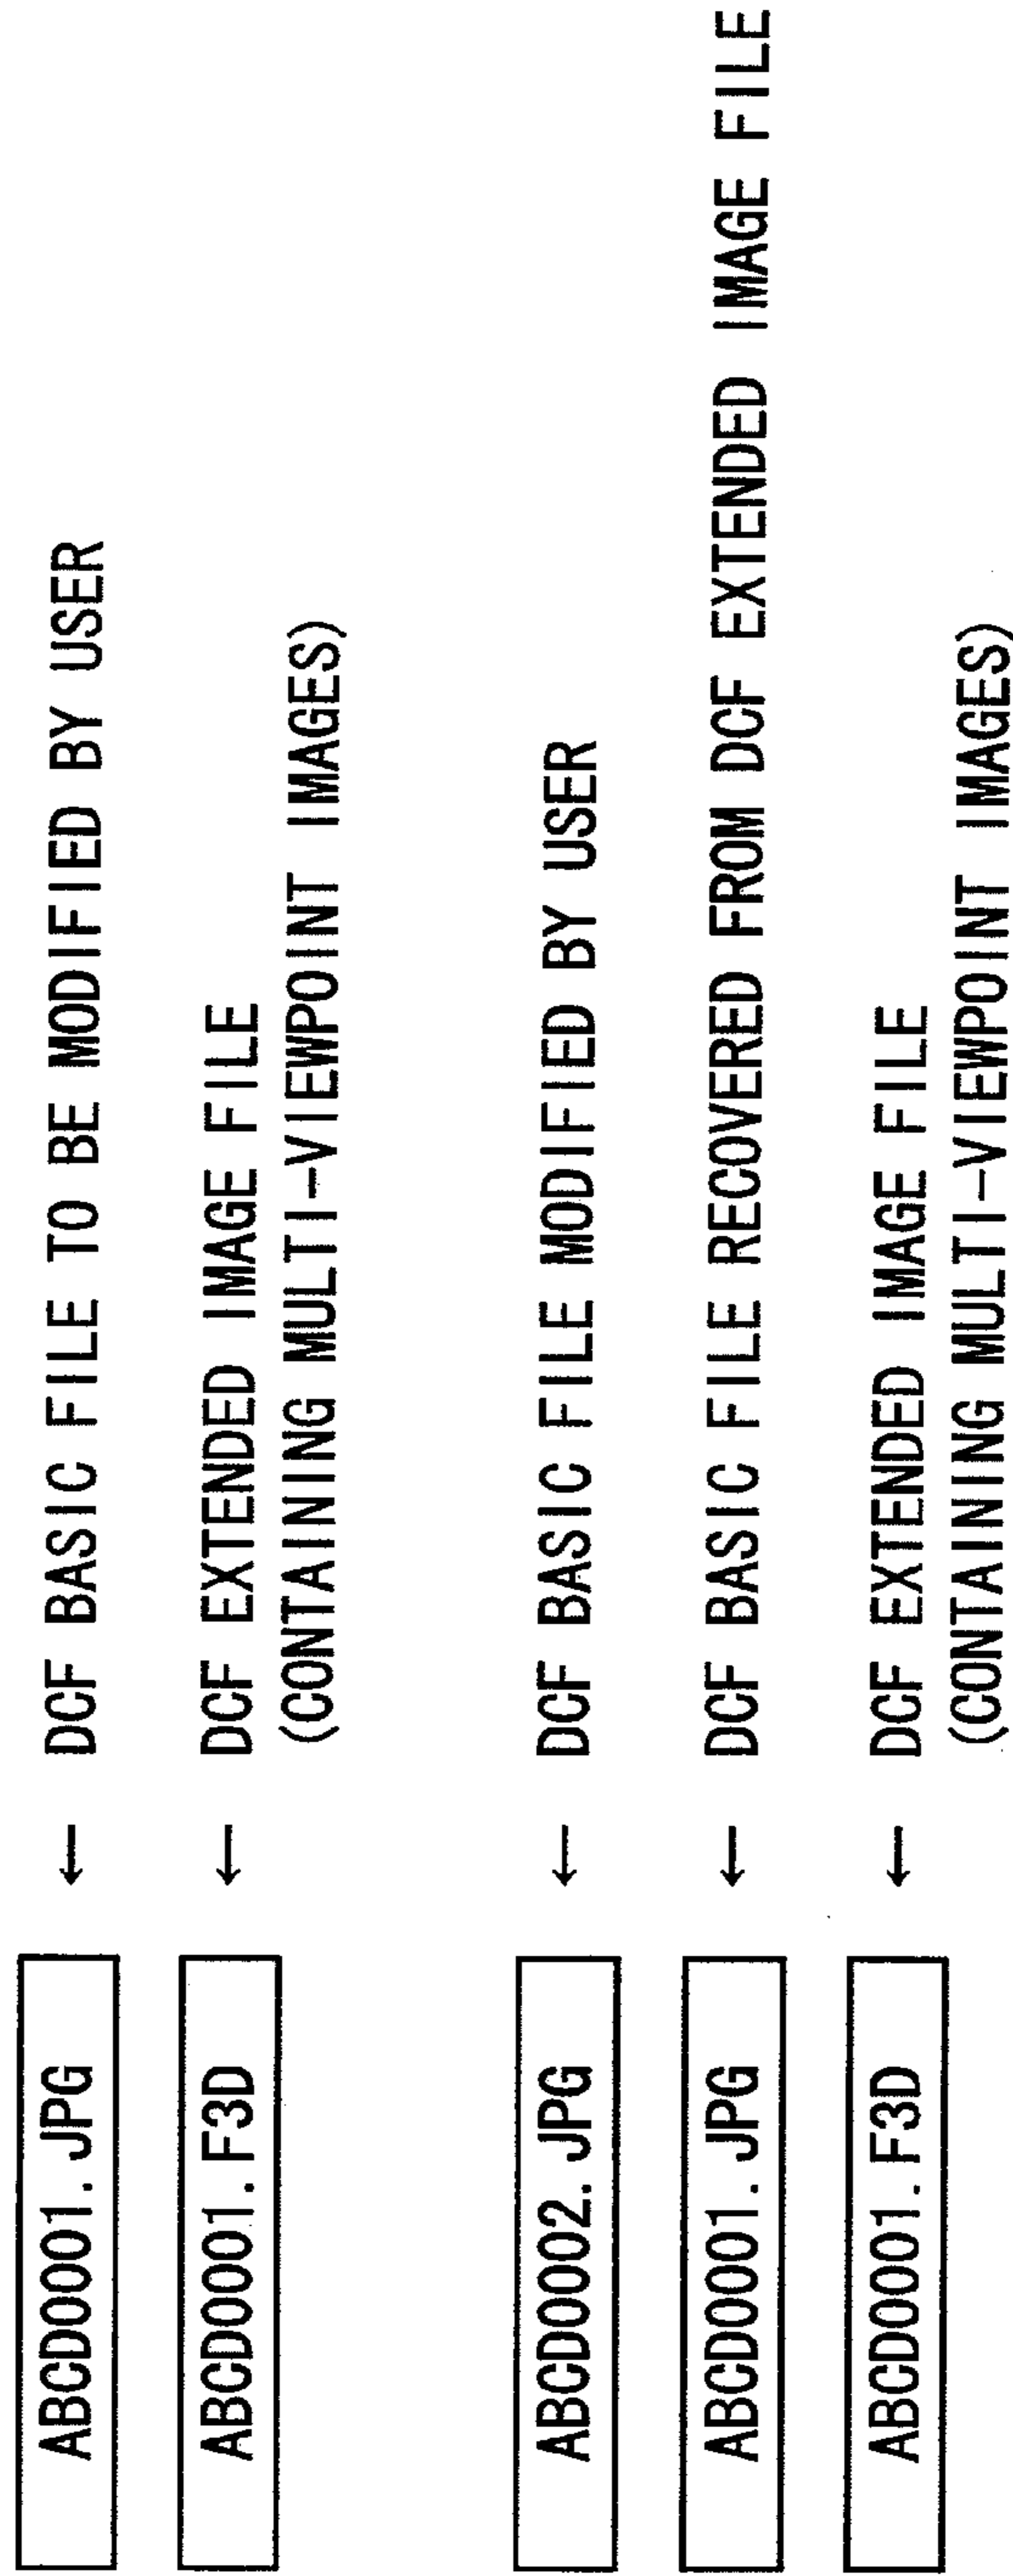 ABCD0001. JPG ← DCF BASIC FILE TO BE MODIFIED BY USER
ABCD0001. F3D ← DCF EXTENDED IMAGE FILE
(CONTAINING MULTI-VIEWPOINT IMAGES)
ABCD0002. JPG ← DCF BASIC FILE MODIFIED BY USER
ABCD0001. JPG ← DCF BASIC FILE RECOVERED FROM DCF EXTENDED IMAGE FILE
ABCD0001. F3D ← DCF EXTENDED IMAGE FILE
(CONTAINING MULTI-VIEWPOINT IMAGES)